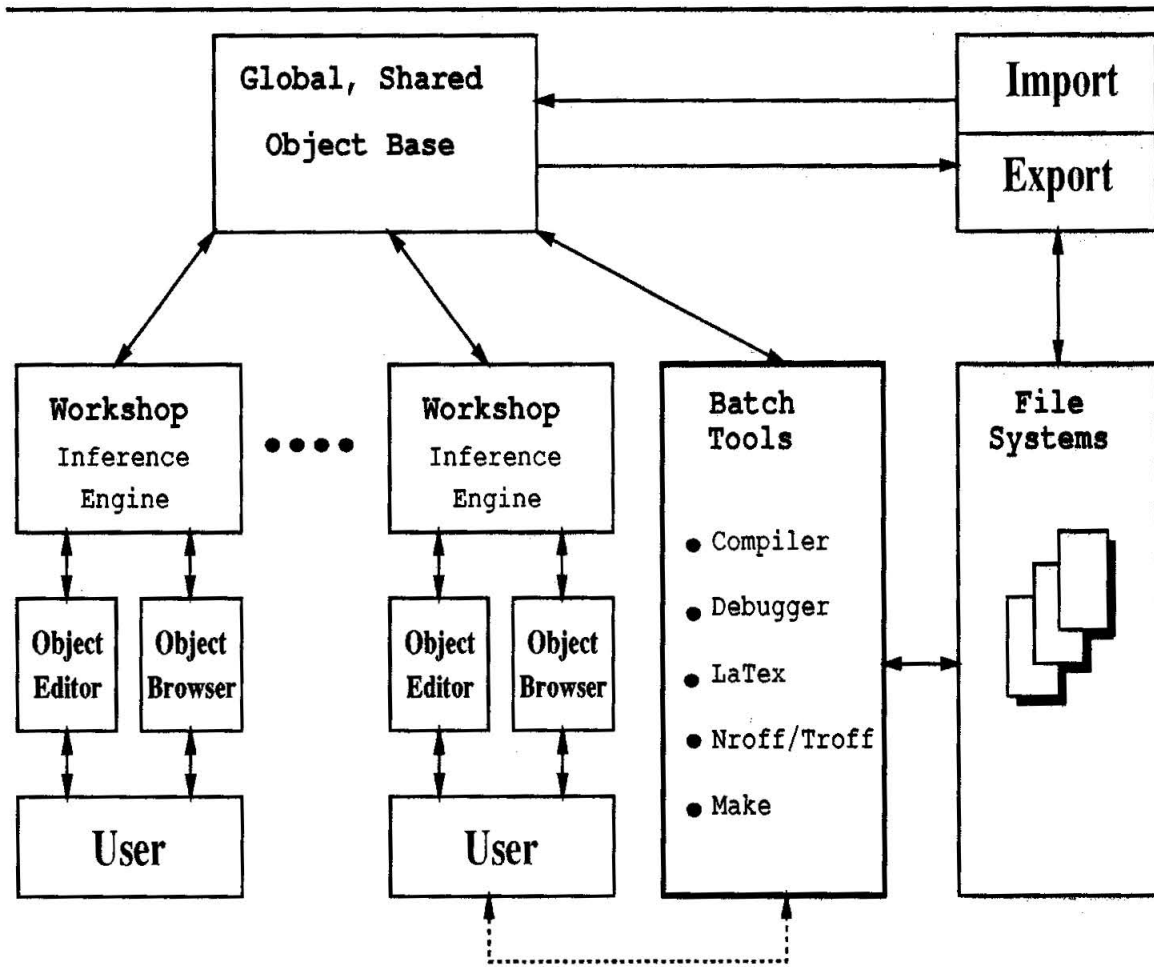 Global, Shared
Object Base
Import
Export
Workshop
Inference
Engine
Workshop
Inference
Engine
Batch
Tools
● Compiler
● Debugger
● LaTex
● Nroff/Troff
● Make
File
Systems
Object
Editor
Object
Browser
Object
Editor
Object
Browser
User
User